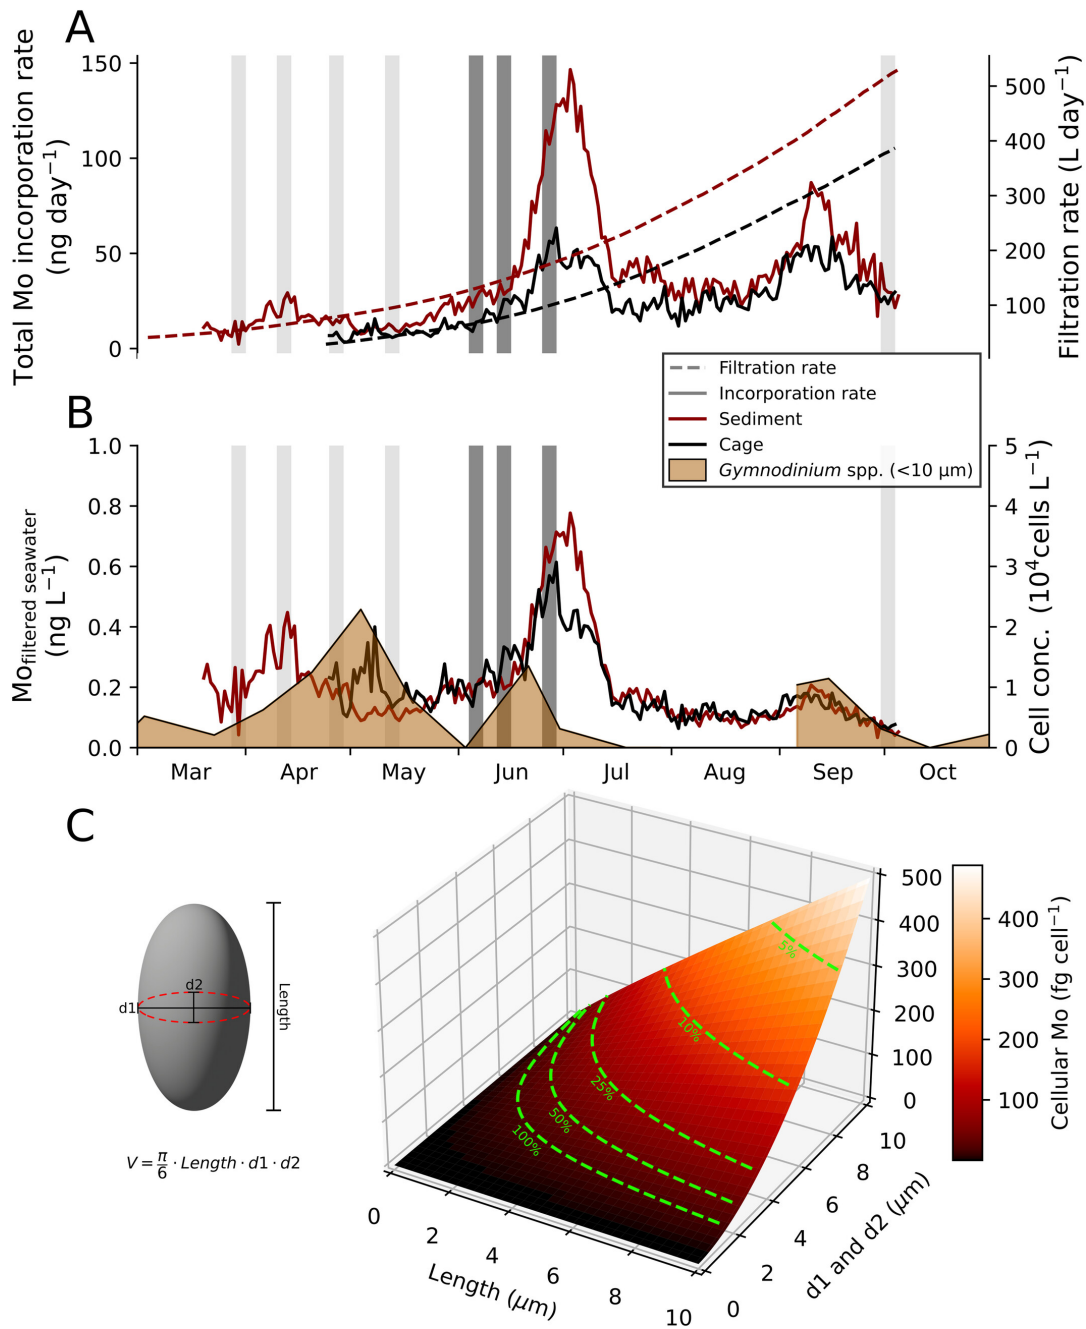 A
Total Mo incorporation rate
(ng day⁻¹)
150
100
50
0
500
400
300
200
100
Filtration rate (L day⁻¹)
Filtration rate
Incorporation rate
Sediment
Cage
Gymnodinium spp. (<10 µm)
B
Mo_filtered seawater
(ng L⁻¹)
1.0
0.8
0.6
0.4
0.2
0.0
5
4
3
2
1
0
Cell conc. (10⁴cells L⁻¹)
Mar Apr May Jun Jul Aug Sep Oct
C
d2
d1
Length
V = π/6 · Length · d1 · d2
5%
10%
25%
50%
100%
0 2 4 6 8 10
Length (µm)
0 2 4 6 8 10
d1 and d2 (µm)
500
400
300
200
100
0
400
300
200
100
Cellular Mo (fg cell⁻¹)